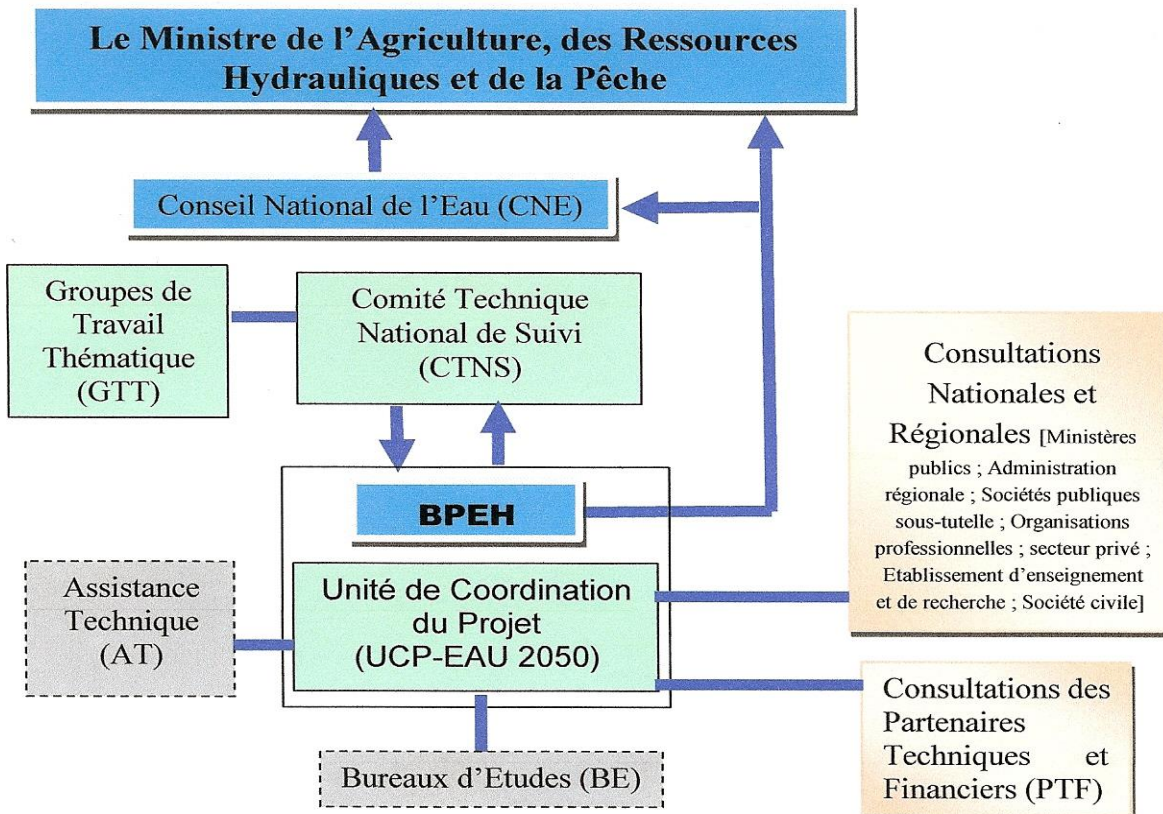 Le Ministre de l’Agriculture, des Ressources
Hydrauliques et de la Pêche
Conseil National de l’Eau (CNE)
Groupes de
Travail
Thématique
(GTT)
Comité Technique
National de Suivi
(CTNS)
Consultations
Nationales et
Régionales [Ministères
publics ; Administration
régionale ; Sociétés publiques
sous-tutelle ; Organisations
professionnelles ; secteur privé ;
Etablissement d’enseignement
et de recherche ; Société civile]
BPEH
Assistance
Technique
(AT)
Unité de Coordination
du Projet
(UCP-EAU 2050)
Consultations des
Partenaires
Techniques et
Financiers (PTF)
Bureaux d’Etudes (BE)